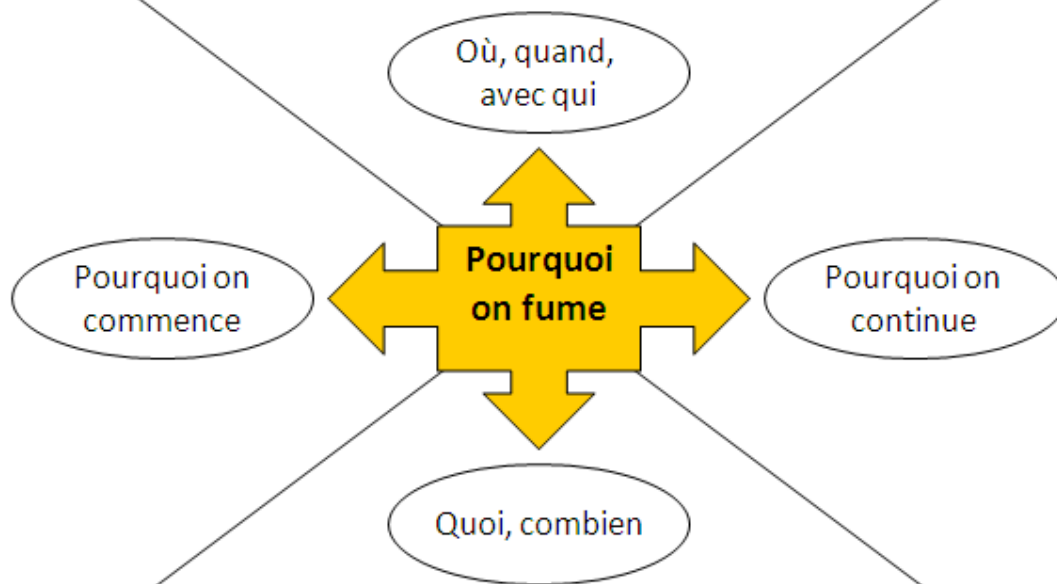 Où, quand,
avec qui
Pourquoi on
commence
Pourquoi
on fume
Pourquoi on
continue
Quoi, combien